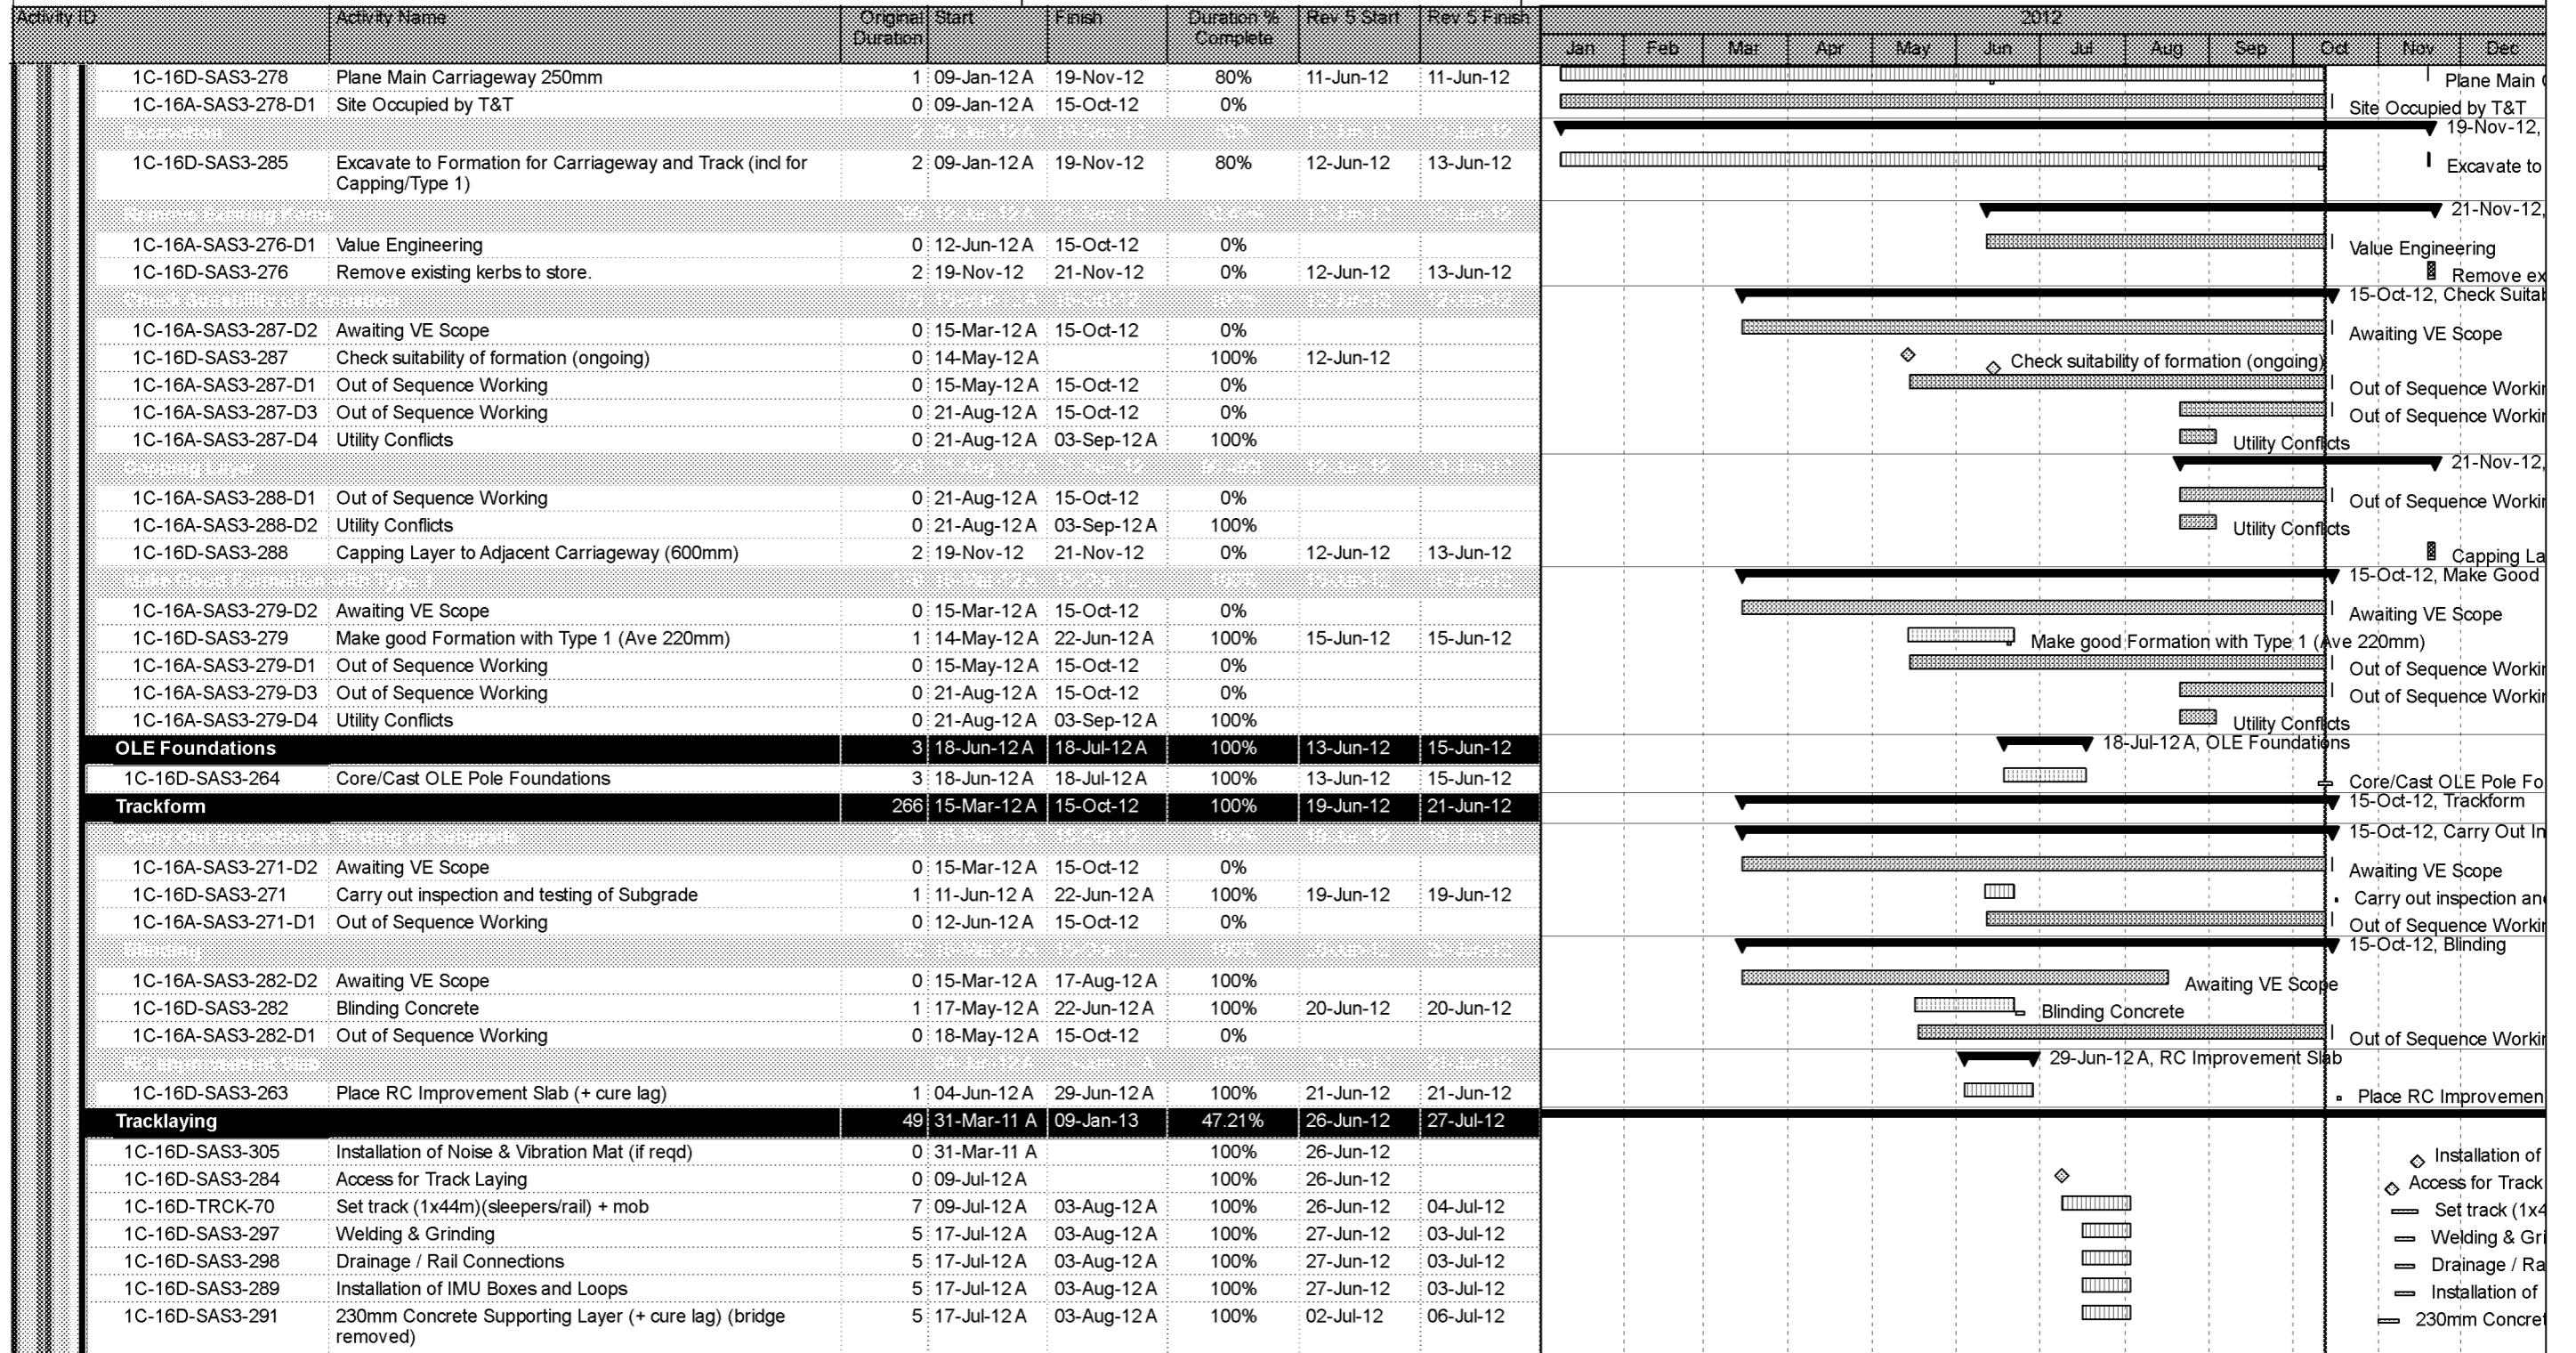 Activity ID Activity Name Original Duration Start Finish Duration % Complete Rev 5 Start Rev 5 Finish 2012
Jan Feb Mar Apr May Jun Jul Aug Sep Oct Nov Dec
1C-16D-SAS3-278 Plane Main Carriageway 250mm 1 09-Jan-12 A 19-Nov-12 80% 11-Jun-12 11-Jun-12 Plane Main
1C-16A-SAS3-278-D1 Site Occupied by T&T 0 09-Jan-12 A 15-Oct-12 0% Site Occupied by T&T
Excavation 19-Nov-12,
1C-16D-SAS3-285 Excavate to Formation for Carriageway and Track (incl for 2 09-Jan-12 A 19-Nov-12 80% 12-Jun-12 13-Jun-12 Excavate to
Capping/Type 1)
Remove Existing Kerbs 21-Nov-12,
1C-16A-SAS3-276-D1 Value Engineering 0 12-Jun-12 A 15-Oct-12 0% Value Engineering
1C-16D-SAS3-276 Remove existing kerbs to store. 2 19-Nov-12 21-Nov-12 0% 12-Jun-12 13-Jun-12 Remove ex
Check Suitability of Formation 15-Oct-12, Check Suitab
1C-16A-SAS3-287-D2 Awaiting VE Scope 0 15-Mar-12 A 15-Oct-12 0% Awaiting VE Scope
1C-16D-SAS3-287 Check suitability of formation (ongoing) 0 14-May-12 A 100% 12-Jun-12 Check suitability of formation (ongoing)
1C-16A-SAS3-287-D1 Out of Sequence Working 0 15-May-12 A 15-Oct-12 0% Out of Sequence Workin
1C-16A-SAS3-287-D3 Out of Sequence Working 0 21-Aug-12 A 15-Oct-12 0% Out of Sequence Workin
1C-16A-SAS3-287-D4 Utility Conflicts 0 21-Aug-12 A 03-Sep-12 A 100% Utility Conflicts
Capping Layer 21-Nov-12,
1C-16A-SAS3-288-D1 Out of Sequence Working 0 21-Aug-12 A 15-Oct-12 0% Out of Sequence Workin
1C-16A-SAS3-288-D2 Utility Conflicts 0 21-Aug-12 A 03-Sep-12 A 100% Utility Conflicts
1C-16D-SAS3-288 Capping Layer to Adjacent Carriageway (600mm) 2 19-Nov-12 21-Nov-12 0% 12-Jun-12 13-Jun-12 Capping La
Make Good Formation with Type 1 15-Oct-12, Make Good
1C-16A-SAS3-279-D2 Awaiting VE Scope 0 15-Mar-12 A 15-Oct-12 0% Awaiting VE Scope
1C-16D-SAS3-279 Make good Formation with Type 1 (Ave 220mm) 1 14-May-12 A 22-Jun-12 A 100% 15-Jun-12 15-Jun-12 Make good Formation with Type 1 (Ave 220mm)
1C-16A-SAS3-279-D1 Out of Sequence Working 0 15-May-12 A 15-Oct-12 0% Out of Sequence Workin
1C-16A-SAS3-279-D3 Out of Sequence Working 0 21-Aug-12 A 15-Oct-12 0% Out of Sequence Workin
1C-16A-SAS3-279-D4 Utility Conflicts 0 21-Aug-12 A 03-Sep-12 A 100% Utility Conflicts
OLE Foundations 3 18-Jun-12 A 18-Jul-12 A 100% 13-Jun-12 15-Jun-12 18-Jul-12 A, OLE Foundations
1C-16D-SAS3-264 Core/Cast OLE Pole Foundations 3 18-Jun-12 A 18-Jul-12 A 100% 13-Jun-12 15-Jun-12 Core/Cast OLE Pole Fo
Trackform 266 15-Mar-12 A 15-Oct-12 100% 19-Jun-12 21-Jun-12 15-Oct-12, Trackform
Carry Out Inspection & Testing of Subgrade 15-Oct-12, Carry Out In
1C-16A-SAS3-271-D2 Awaiting VE Scope 0 15-Mar-12 A 15-Oct-12 0% Awaiting VE Scope
1C-16D-SAS3-271 Carry out inspection and testing of Subgrade 1 11-Jun-12 A 22-Jun-12 A 100% 19-Jun-12 19-Jun-12 Carry out inspection an
1C-16A-SAS3-271-D1 Out of Sequence Working 0 12-Jun-12 A 15-Oct-12 0% Out of Sequence Workin
Blinding 15-Oct-12, Blinding
1C-16A-SAS3-282-D2 Awaiting VE Scope 0 15-Mar-12 A 17-Aug-12 A 100% Awaiting VE Scope
1C-16D-SAS3-282 Blinding Concrete 1 17-May-12 A 22-Jun-12 A 100% 20-Jun-12 20-Jun-12 Blinding Concrete
1C-16A-SAS3-282-D1 Out of Sequence Working 0 18-May-12 A 15-Oct-12 0% Out of Sequence Workin
RC Improvement Slab 29-Jun-12 A, RC Improvement Slab
1C-16D-SAS3-263 Place RC Improvement Slab (+ cure lag) 1 04-Jun-12 A 29-Jun-12 A 100% 21-Jun-12 21-Jun-12 Place RC Improvemen
Tracklaying 49 31-Mar-11 A 09-Jan-13 47.21% 26-Jun-12 27-Jul-12
1C-16D-SAS3-305 Installation of Noise & Vibration Mat (if reqd) 0 31-Mar-11 A 100% 26-Jun-12 Installation of
1C-16D-SAS3-284 Access for Track Laying 0 09-Jul-12 A 100% 26-Jun-12 Access for Track
1C-16D-TRCK-70 Set track (1x44m)(sleepers/rail) + mob 7 09-Jul-12 A 03-Aug-12 A 100% 26-Jun-12 04-Jul-12 Set track (1x4
1C-16D-SAS3-297 Welding & Grinding 5 17-Jul-12 A 03-Aug-12 A 100% 27-Jun-12 03-Jul-12 Welding & Gri
1C-16D-SAS3-298 Drainage / Rail Connections 5 17-Jul-12 A 03-Aug-12 A 100% 27-Jun-12 03-Jul-12 Drainage / Ra
1C-16D-SAS3-289 Installation of IMU Boxes and Loops 5 17-Jul-12 A 03-Aug-12 A 100% 27-Jun-12 03-Jul-12 Installation of
1C-16D-SAS3-291 230mm Concrete Supporting Layer (+ cure lag) (bridge 5 17-Jul-12 A 03-Aug-12 A 100% 02-Jul-12 06-Jul-12 230mm Concret
removed)